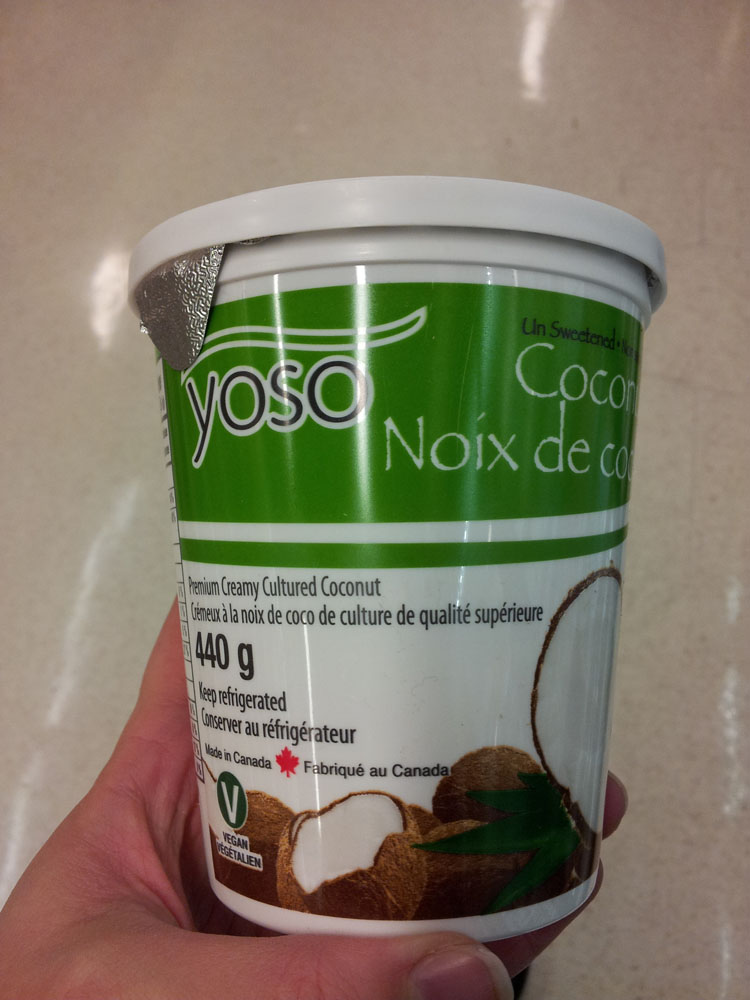 yoso
Un Sweetened •
Coco
Noix de co
Premium Creamy Cultured Coconut
Crémeux à la noix de coco de culture de qualité supérieure
440 g
Keep refrigerated
Conserver au réfrigérateur
Made in Canada Fabriqué au Canada
V
VEGAN
VÉGÉTALIEN